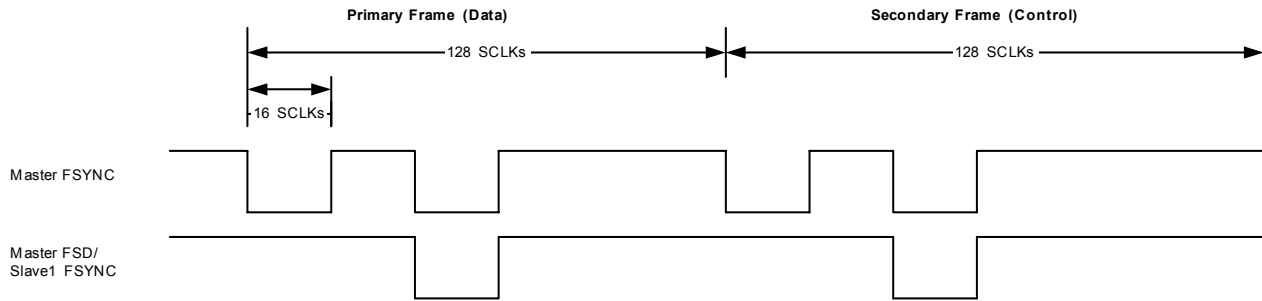 Primary Frame (Data)
Secondary Frame (Control)
128 SCLKs
128 SCLKs
16 SCLKs
Master FSYNC
Master FSD/
Slave1 FSYNC